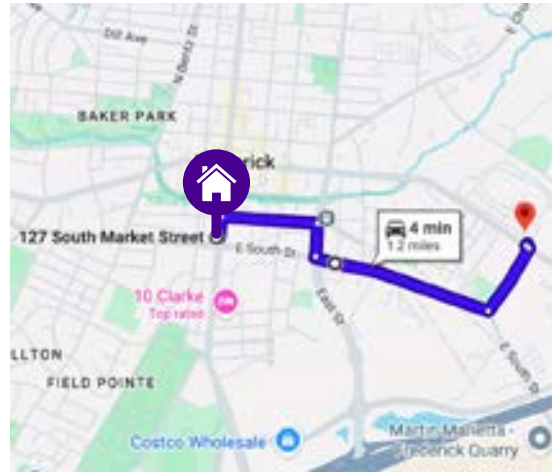 Dill Ave
N Bentz St
BAKER PARK
rick
127 South Market Street
E South St
4 min
1.2 miles
10 Clarke
Top rated
East St
LLTON
FIELD POINTE
E South St
Costco Wholesale
Martin Marietta -
Frederick Quarry